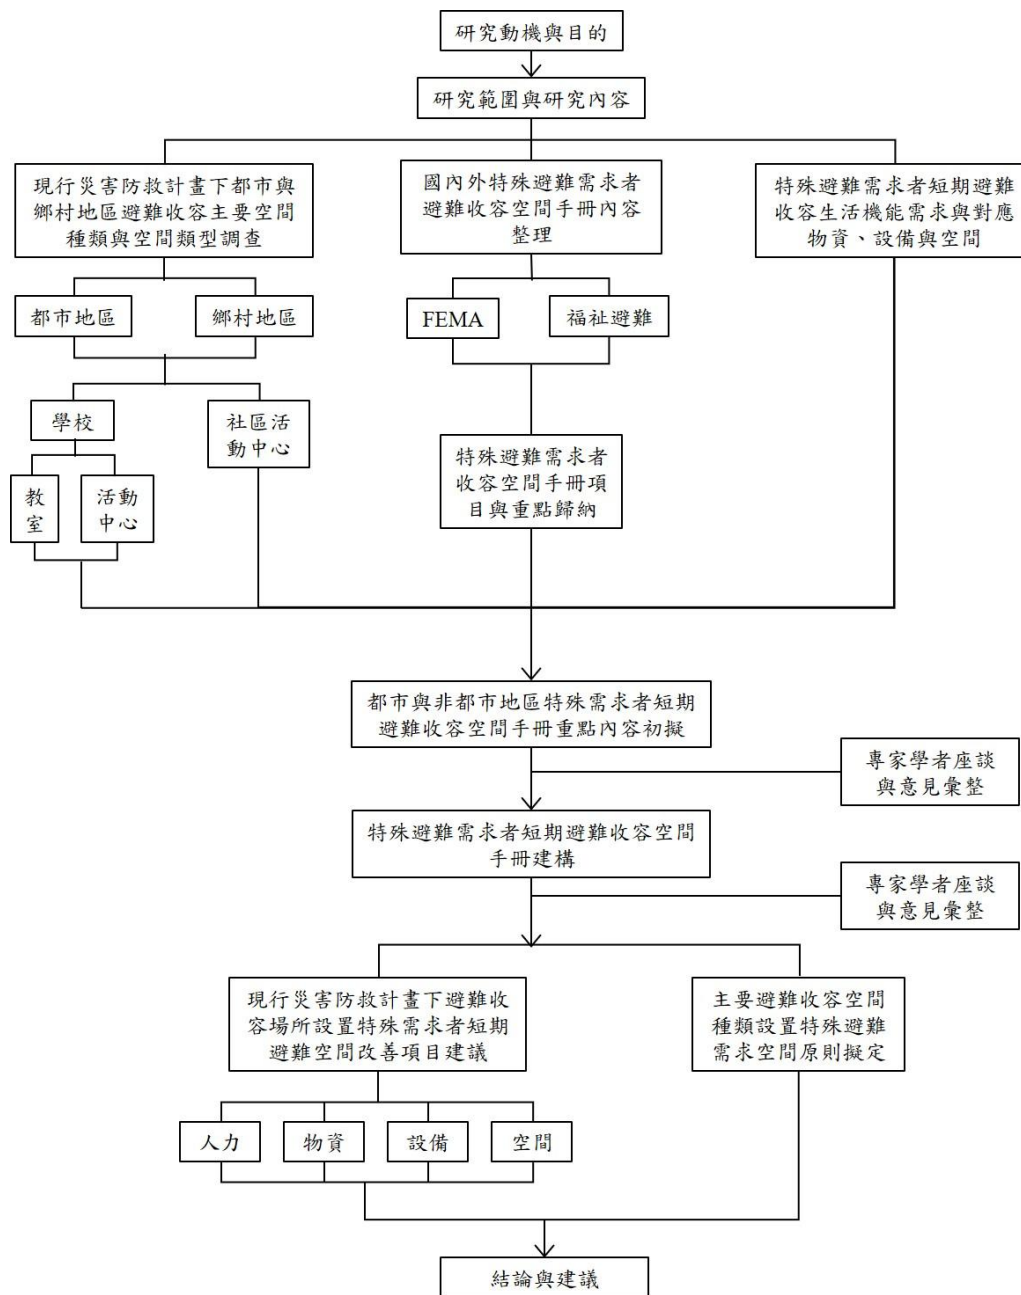 研究動機與目的
研究範圍與研究內容
現行災害防救計畫下都市與
鄉村地區避難收容主要空間
種類與空間類型調查
國內外特殊避難需求者
避難收容空間手冊內容
整理
特殊避難需求者短期避難
收容生活機能需求與對應
物資、設備與空間
都市地區
鄉村地區
FEMA
福祉避難
學校
社區活
動中心
教
室
活動
中心
特殊避難需求者
收容空間手冊項
目與重點歸納
都市與非都市地區特殊需求者短期
避難收容空間手冊重點內容初擬
專家學者座談
與意見彙整
特殊避難需求者短期避難收容空間
手冊建構
專家學者座談
與意見彙整
現行災害防救計畫下避難收
容場所設置特殊需求者短期
避難空間改善項目建議
主要避難收容空間
種類設置特殊避難
需求空間原則擬定
人力
物資
設備
空間
結論與建議